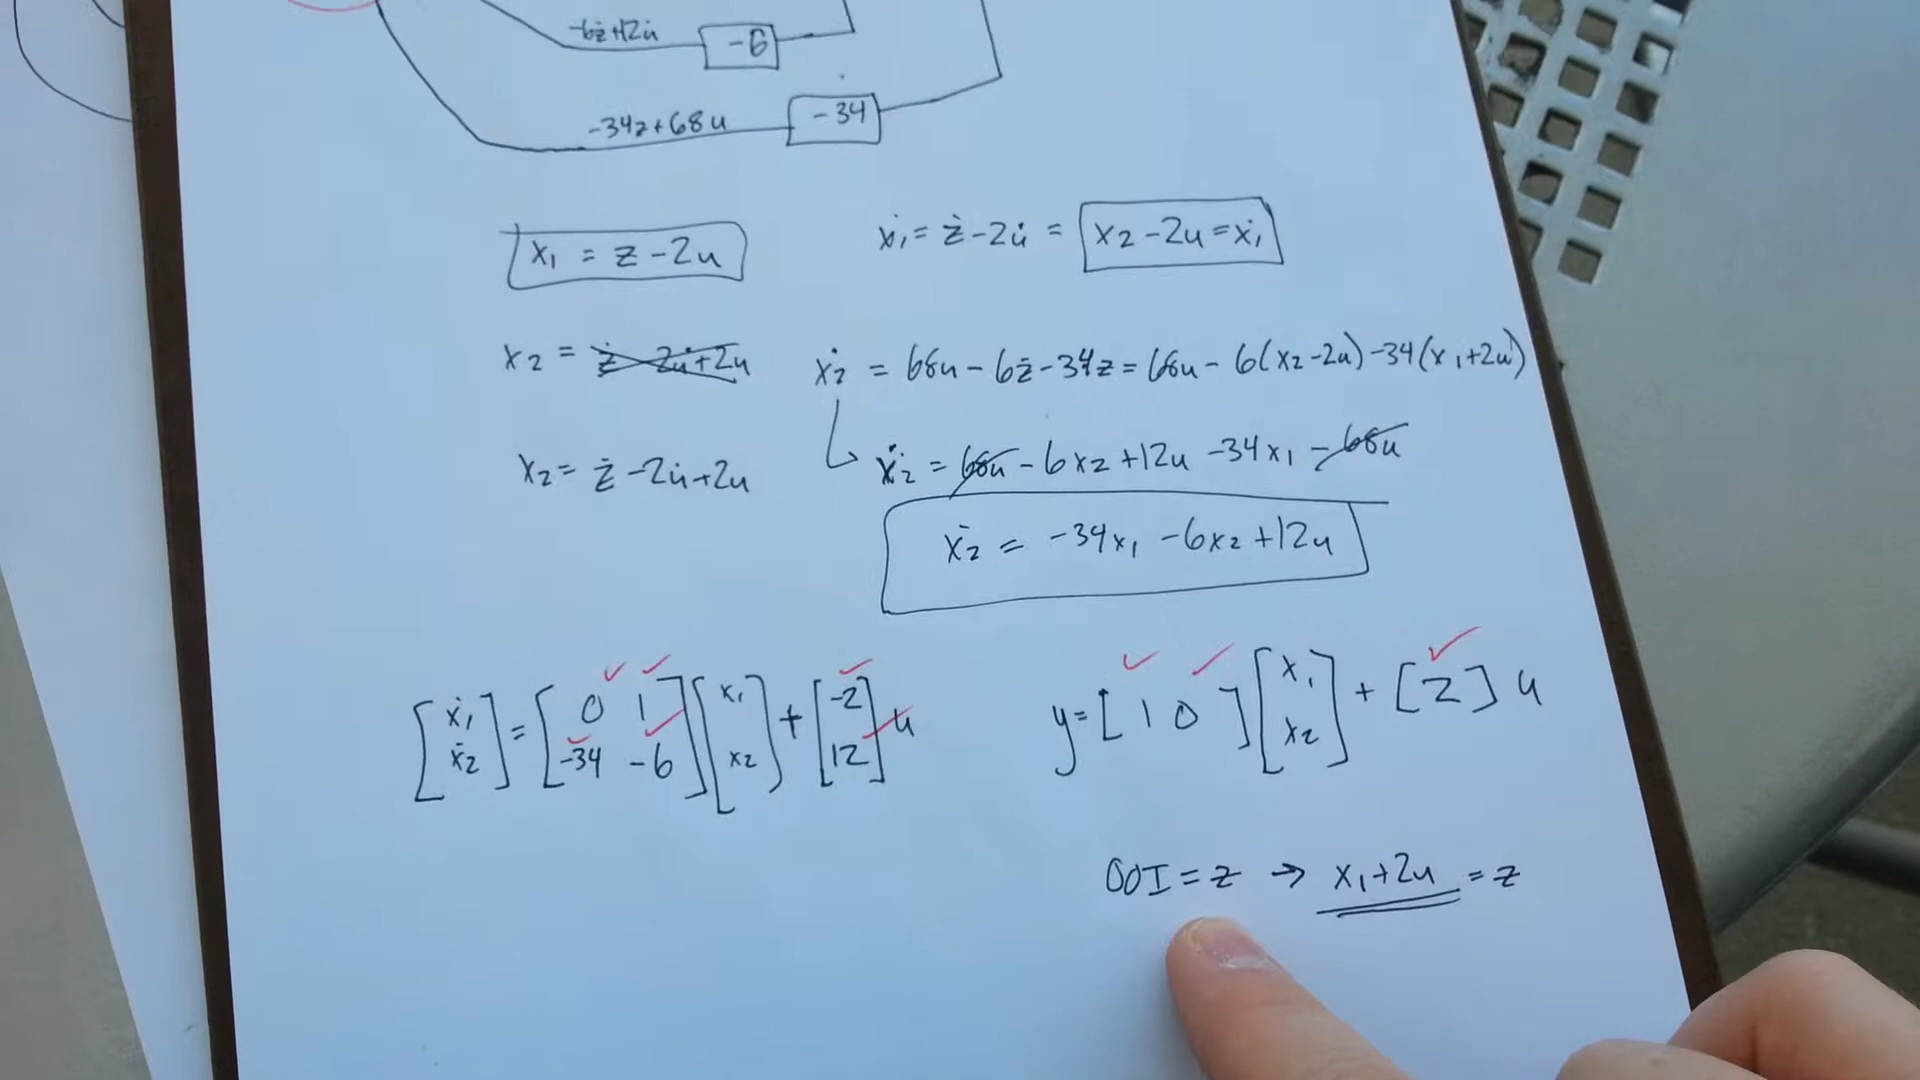 -6ż+12u̇
-6
-34z+68u
-34
x₁ = z - 2u
ẋ₁ = ż - 2u̇ = x₂ - 2u = ẋ₁
x₂ = ż - 2u̇ + 2u
ẋ₂ = 68u - 6ż - 34z = 68u - 6(x₂ - 2u) - 34(x₁ + 2u)
x₂ = ż - 2u̇ + 2u
ẋ₂ = 68u - 6x₂ + 12u - 34x₁ - 68u
ẋ₂ = -34x₁ - 6x₂ + 12u
[ẋ₁ ẋ₂] = [0 1 -34 -6] [x₁ x₂] + [-2 12] u
y = [1 0] [x₁ x₂] + [2] u
OOI = z → x₁ + 2u = z